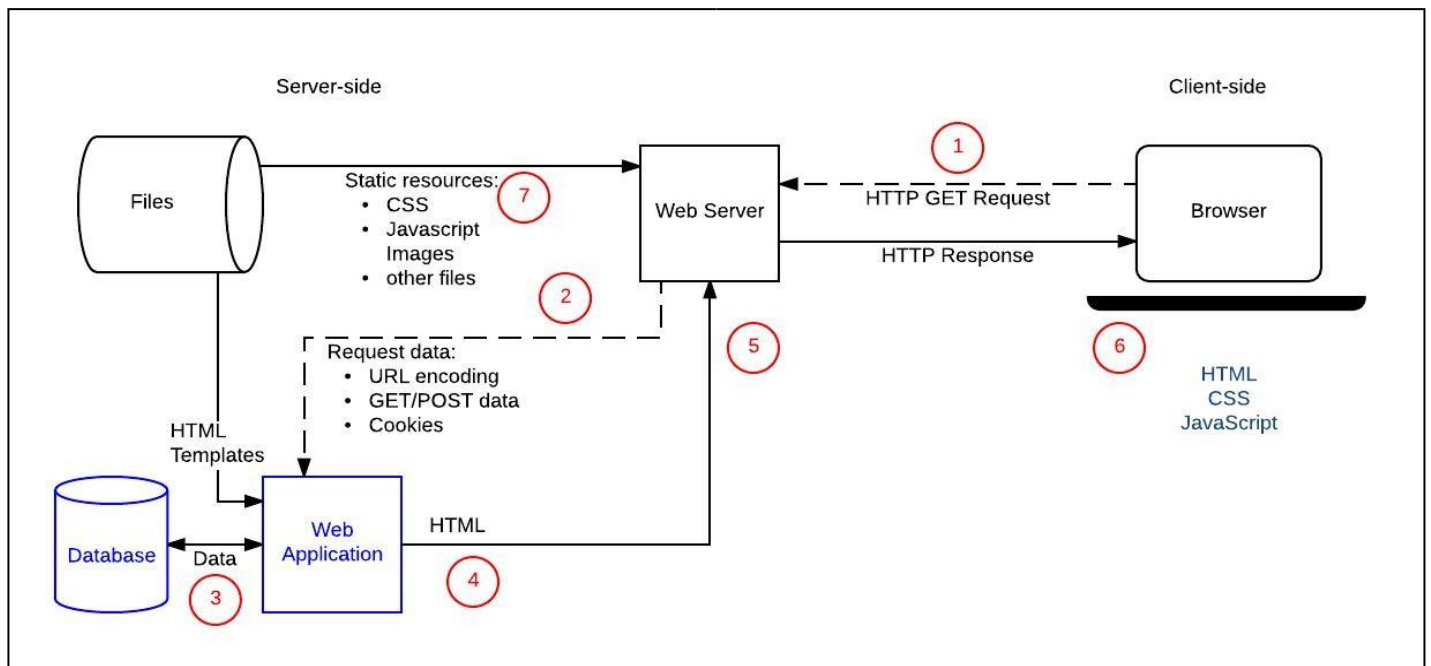 Server-side
Client-side
1
Files
Static resources:
• CSS
• Javascript
Images
• other files
7
Web Server
HTTP GET Request
HTTP Response
Browser
2
Request data:
• URL encoding
• GET/POST data
• Cookies
5
6
HTML
CSS
JavaScript
HTML
Templates
Database
Data
3
Web
Application
HTML
4